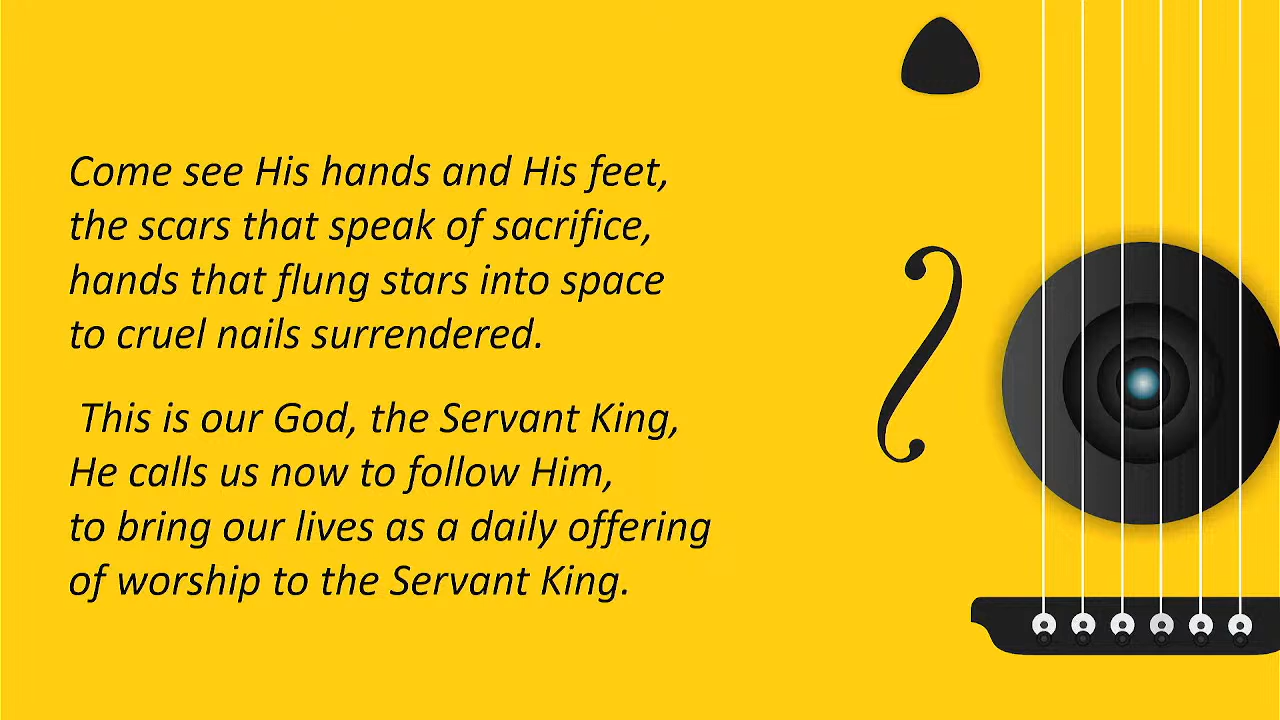 Come see His hands and His feet,
the scars that speak of sacrifice,
hands that flung stars into space
to cruel nails surrendered.
This is our God, the Servant King,
He calls us now to follow Him,
to bring our lives as a daily offering
of worship to the Servant King.